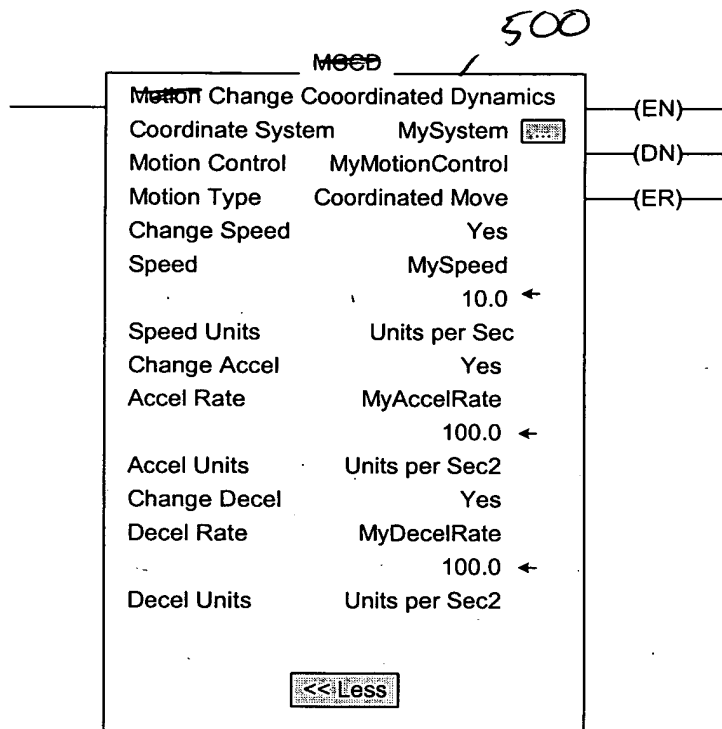 500
MCCD
Motion Change Cooordinated Dynamics
(EN)
Coordinate System MySystem ...
(DN)
Motion Control MyMotionControl
Motion Type Coordinated Move
(ER)
Change Speed Yes
Speed MySpeed
10.0
Speed Units Units per Sec
Change Accel Yes
Accel Rate MyAccelRate
100.0
Accel Units Units per Sec2
Change Decel Yes
Decel Rate MyDecelRate
100.0
Decel Units Units per Sec2
<< Less